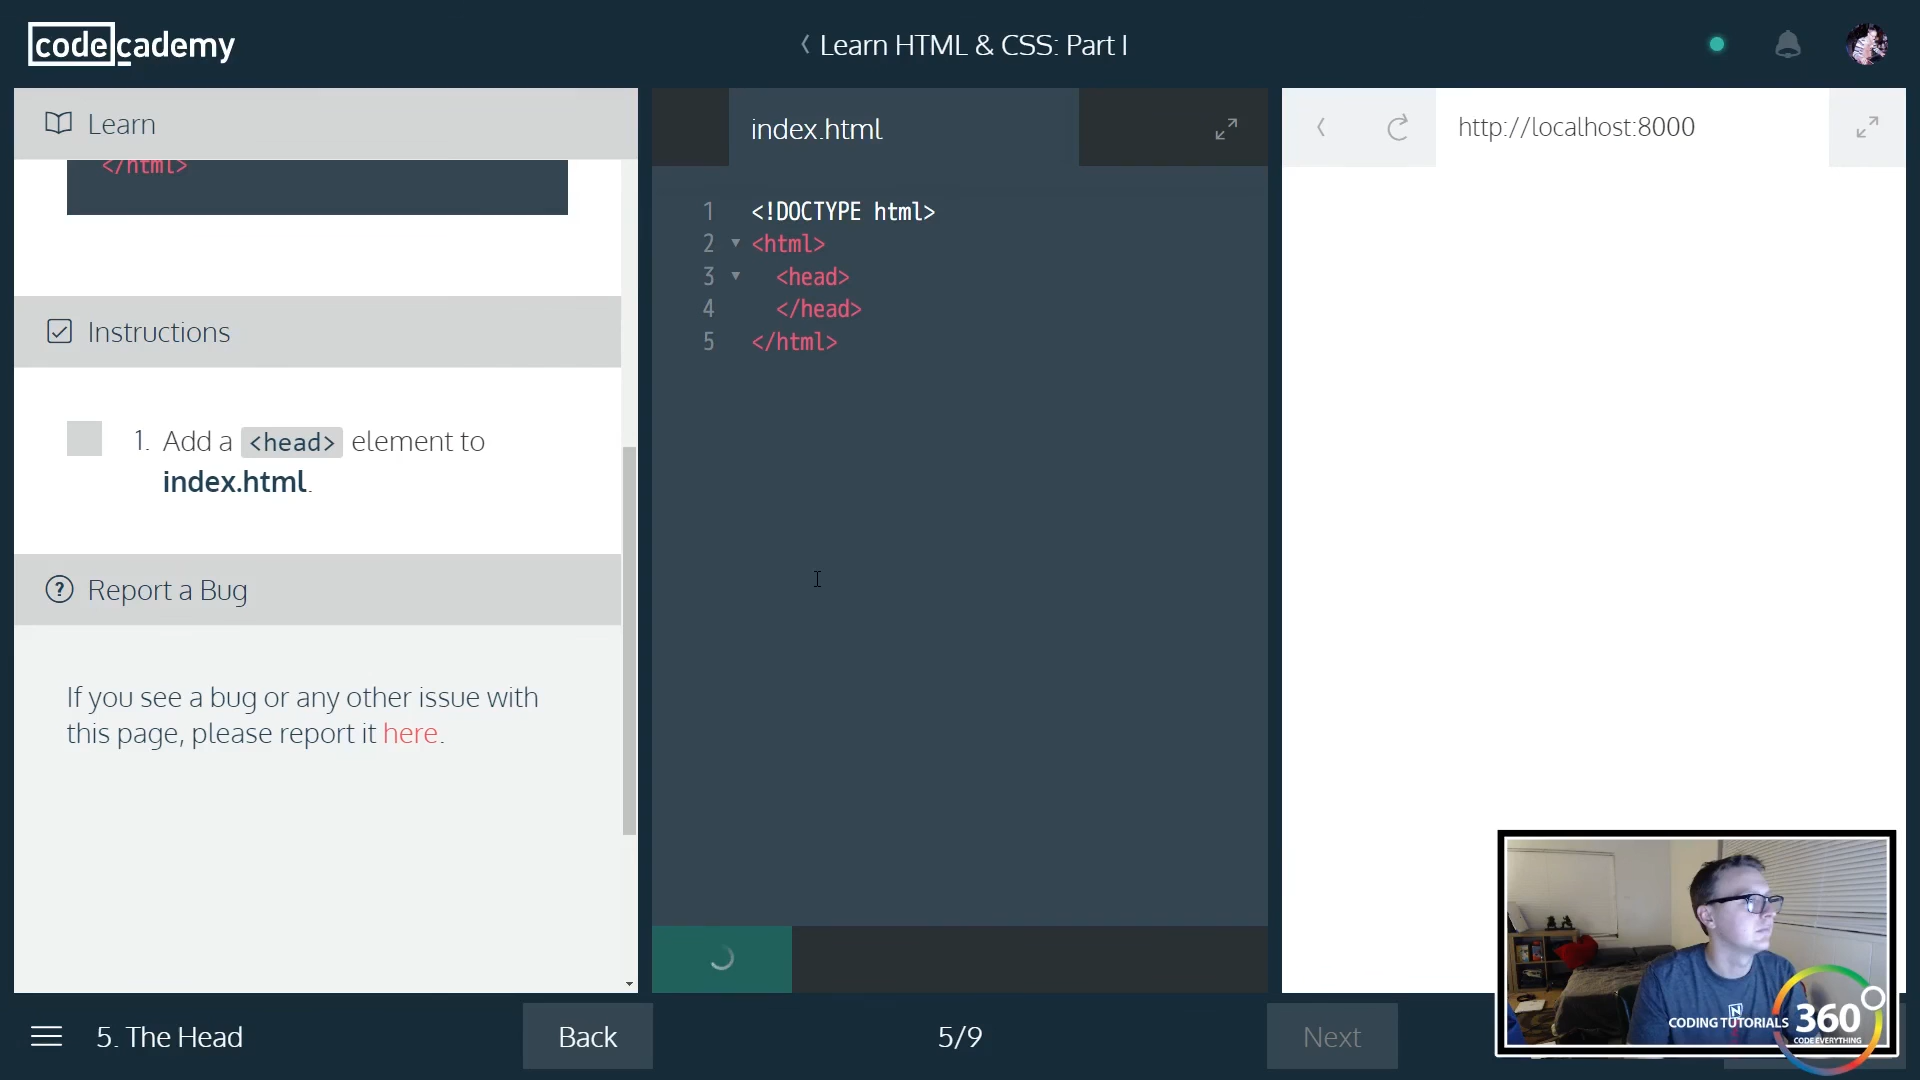 codecademy
Learn HTML & CSS: Part I
Learn
</html>
Instructions
1. Add a <head> element to
index.html.
? Report a Bug
If you see a bug or any other issue with
this page, please report it here.
index.html
1 <!DOCTYPE html>
2 <html>
3 <head>
4 </head>
5 </html>
http://localhost:8000
5. The Head
Back
5/9
Next
CODING TUTORIALS 360
CODE EVERYTHING